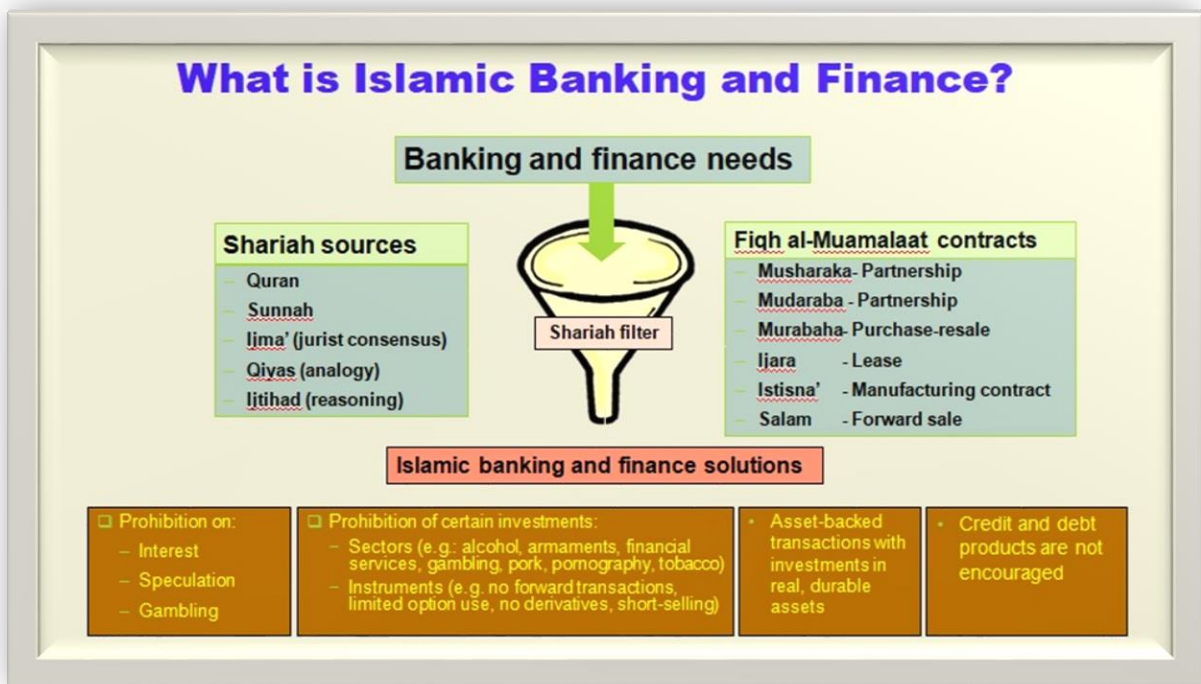 What is Islamic Banking and Finance?
Banking and finance needs
Shariah sources
– Quran
– Sunnah
– Ijma’ (jurist consensus)
– Qiyas (analogy)
– Ijtihad (reasoning)
Shariah filter
Fiqh al-Muamalaat contracts
– Musharaka- Partnership
– Mudaraba - Partnership
– Murabaha- Purchase-resale
– Ijara - Lease
– Istisna’ - Manufacturing contract
– Salam - Forward sale
Islamic banking and finance solutions
❑ Prohibition on:
– Interest
– Speculation
– Gambling
❑ Prohibition of certain investments:
– Sectors (e.g.: alcohol, armaments, financial
services, gambling, pork, pornography, tobacco)
– Instruments (e.g. no forward transactions,
limited option use, no derivatives, short-selling)
• Asset-backed
transactions with
investments in
real, durable
assets
• Credit and debt
products are not
encouraged